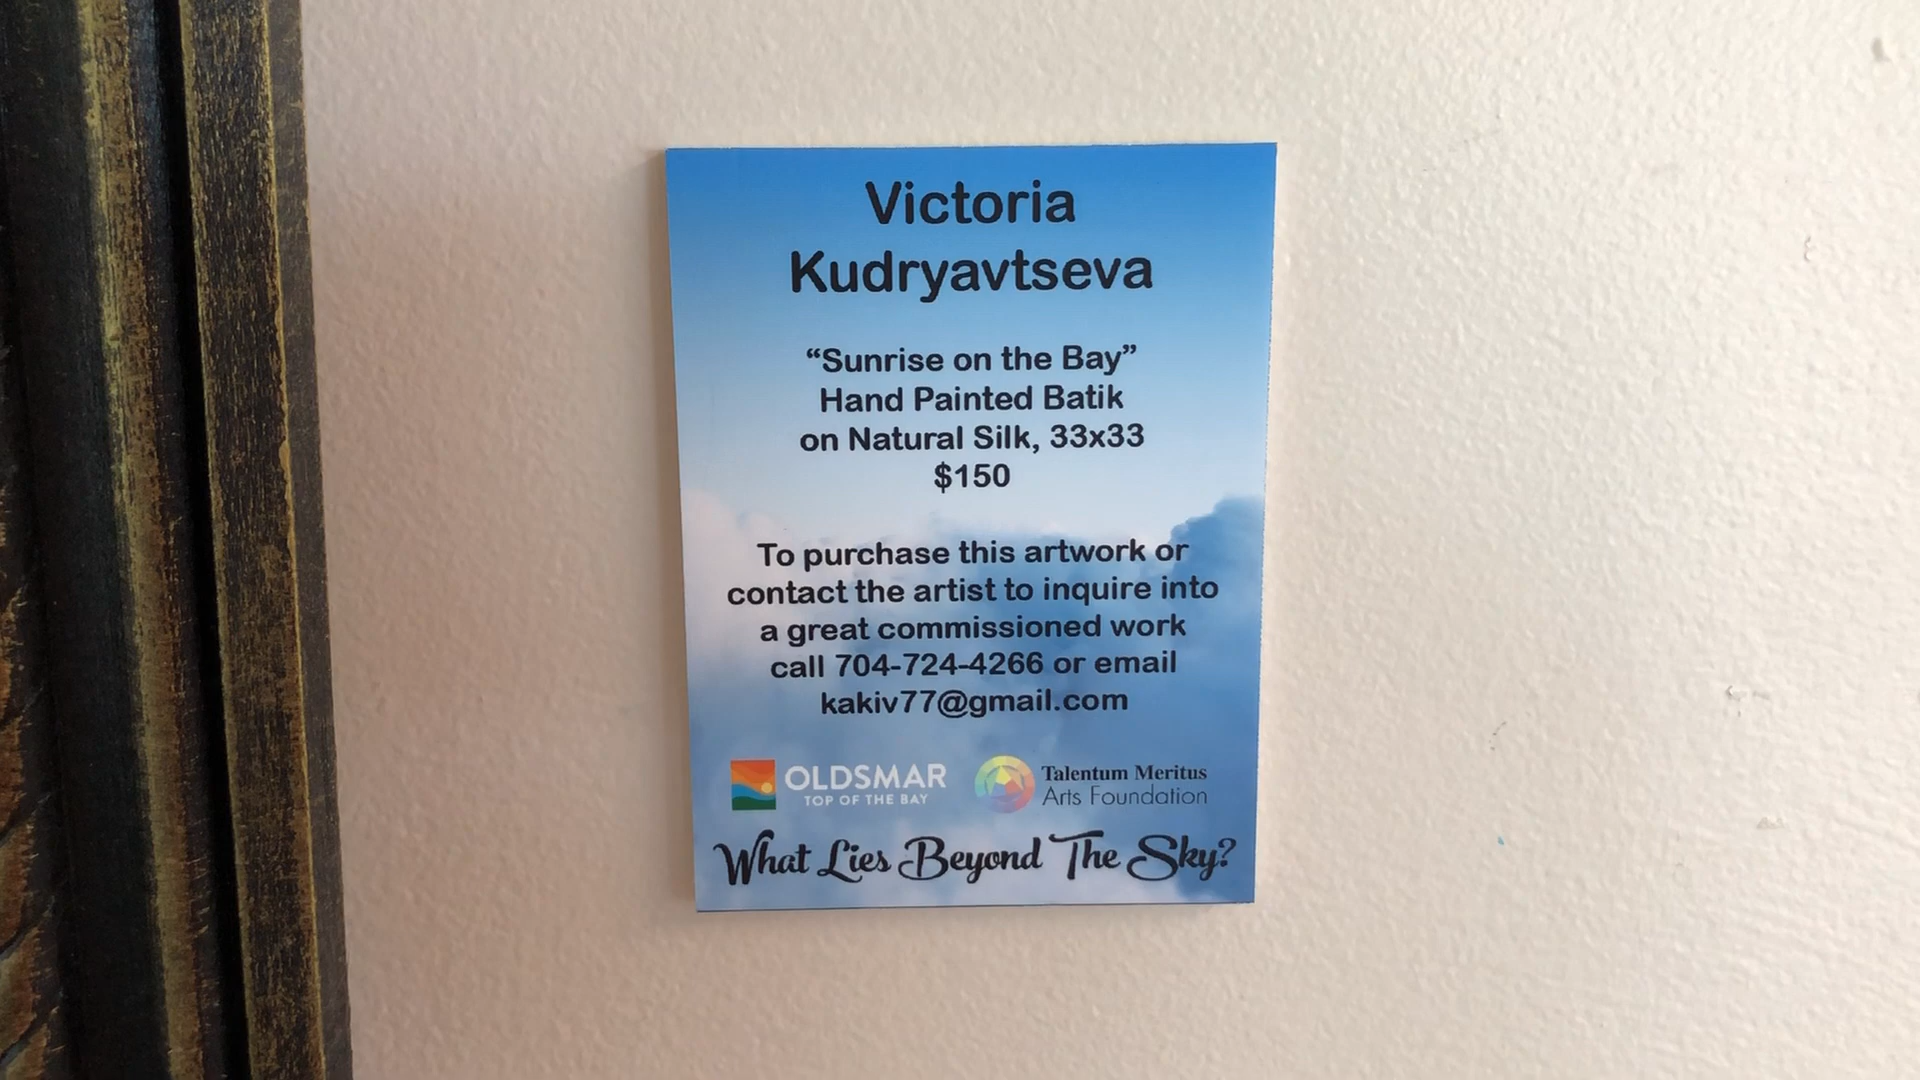 Victoria
Kudryavtseva
“Sunrise on the Bay”
Hand Painted Batik
on Natural Silk, 33x33
$150
To purchase this artwork or
contact the artist to inquire into
a great commissioned work
call 704-724-4266 or email
kakiv77@gmail.com
OLDSMAR
TOP OF THE BAY
Talentum Meritus
Arts Foundation
What Lies Beyond The Sky?